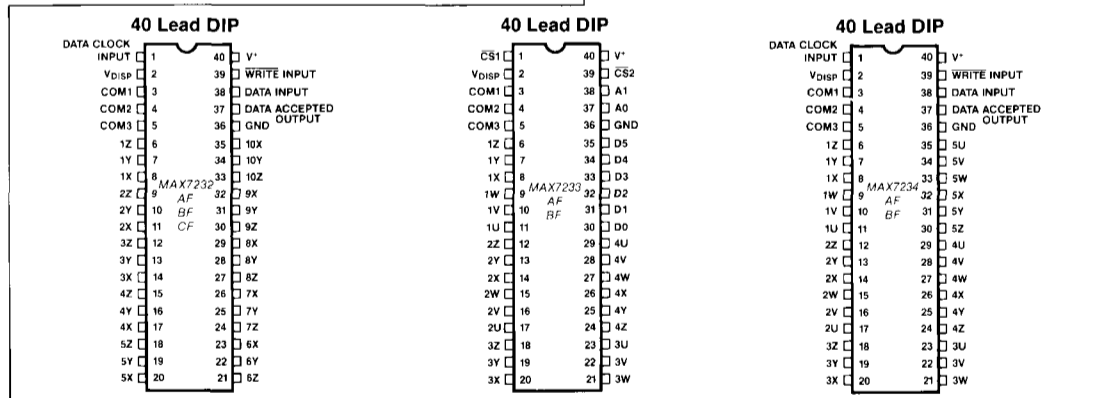 40 Lead DIP
DATA CLOCK
INPUT 1 40 V⁺
V_DISP 2 39 W̅R̅I̅T̅E̅ INPUT
COM1 3 38 DATA INPUT
COM2 4 37 DATA ACCEPTED
OUTPUT
COM3 5 36 GND
1Z 6 35 10X
1Y 7 34 10Y
1X 8 33 10Z
MAX7232
2Z 9 32 9X
AF
2Y 10 31 9Y
BF
2X 11 30 9Z
CF
3Z 12 29 8X
3Y 13 28 8Y
3X 14 27 8Z
4Z 15 26 7X
4Y 16 25 7Y
4X 17 24 7Z
5Z 18 23 6X
5Y 19 22 6Y
5X 20 21 6Z
40 Lead DIP
C̅S̅1̅ 1 40 V⁺
V_DISP 2 39 C̅S̅2̅
COM1 3 38 A1
COM2 4 37 A0
COM3 5 36 GND
1Z 6 35 D5
1Y 7 34 D4
1X 8 33 D3
MAX7233
1W 9 32 D2
AF
1V 10 31 D1
BF
1U 11 30 D0
2Z 12 29 4U
2Y 13 28 4V
2X 14 27 4W
2W 15 26 4X
2V 16 25 4Y
2U 17 24 4Z
3Z 18 23 3U
3Y 19 22 3V
3X 20 21 3W
40 Lead DIP
DATA CLOCK
INPUT 1 40 V⁺
V_DISP 2 39 W̅R̅I̅T̅E̅ INPUT
COM1 3 38 DATA INPUT
COM2 4 37 DATA ACCEPTED
OUTPUT
COM3 5 36 GND
1Z 6 35 5U
1Y 7 34 5V
1X 8 33 5W
MAX7234
1W 9 32 5X
AF
1V 10 31 5Y
BF
1U 11 30 5Z
2Z 12 29 4U
2Y 13 28 4V
2X 14 27 4W
2W 15 26 4X
2V 16 25 4Y
2U 17 24 4Z
3Z 18 23 3U
3Y 19 22 3V
3X 20 21 3W